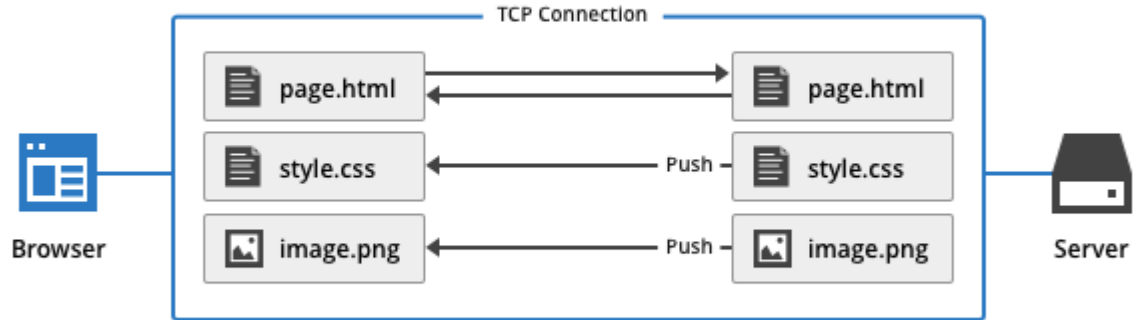 TCP Connection
page.html
page.html
style.css
Push
style.css
image.png
Push
image.png
Browser
Server